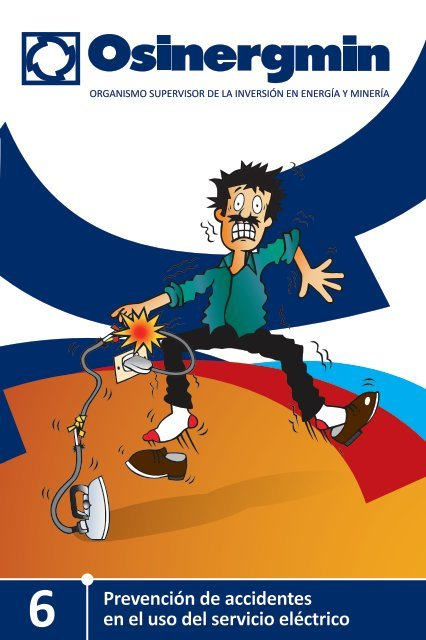 Osinergmin
ORGANISMO SUPERVISOR DE LA INVERSIÓN EN ENERGÍA Y MINERÍA
6
Prevención de accidentes
en el uso del servicio eléctrico